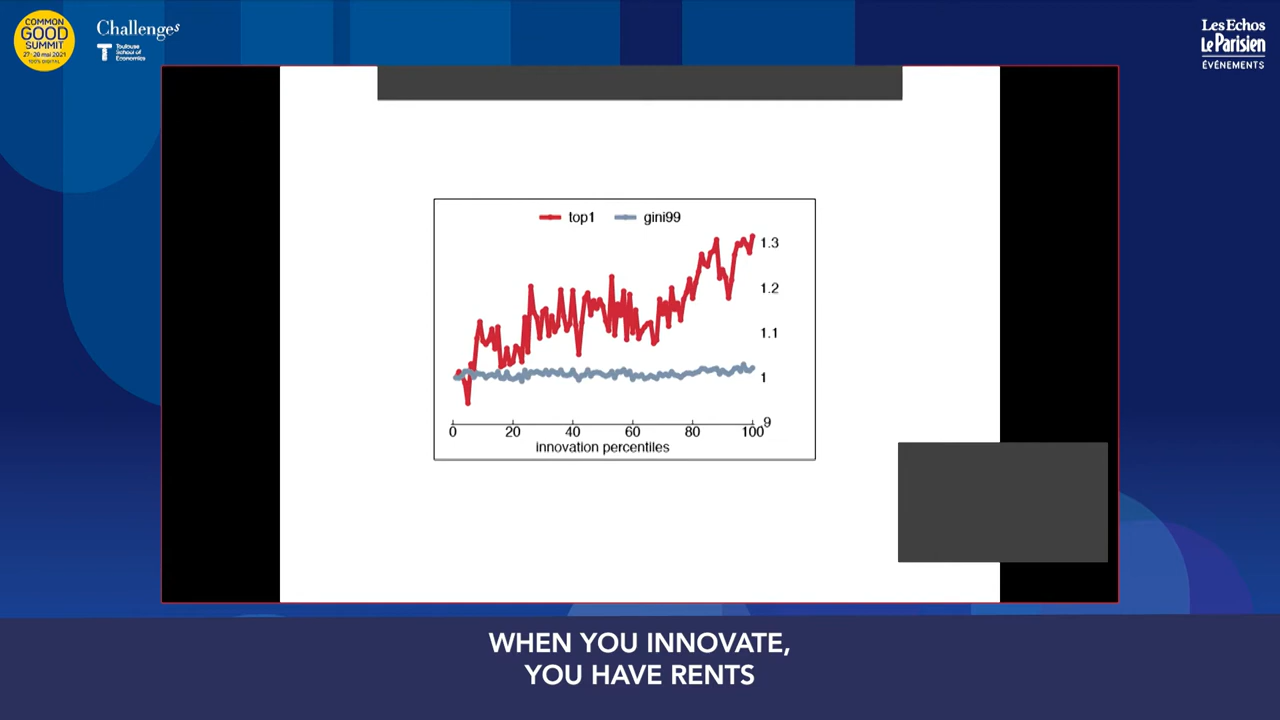 COMMON
GOOD
SUMMIT
27-28 mai 2021
100% DIGITAL
Challenges
Toulouse
School of
Economics
Les Echos
Le Parisien
ÉVÉNEMENTS
top1
gini99
1.3
1.2
1.1
1
9
0 20 40 60 80 100
innovation percentiles
WHEN YOU INNOVATE,
YOU HAVE RENTS